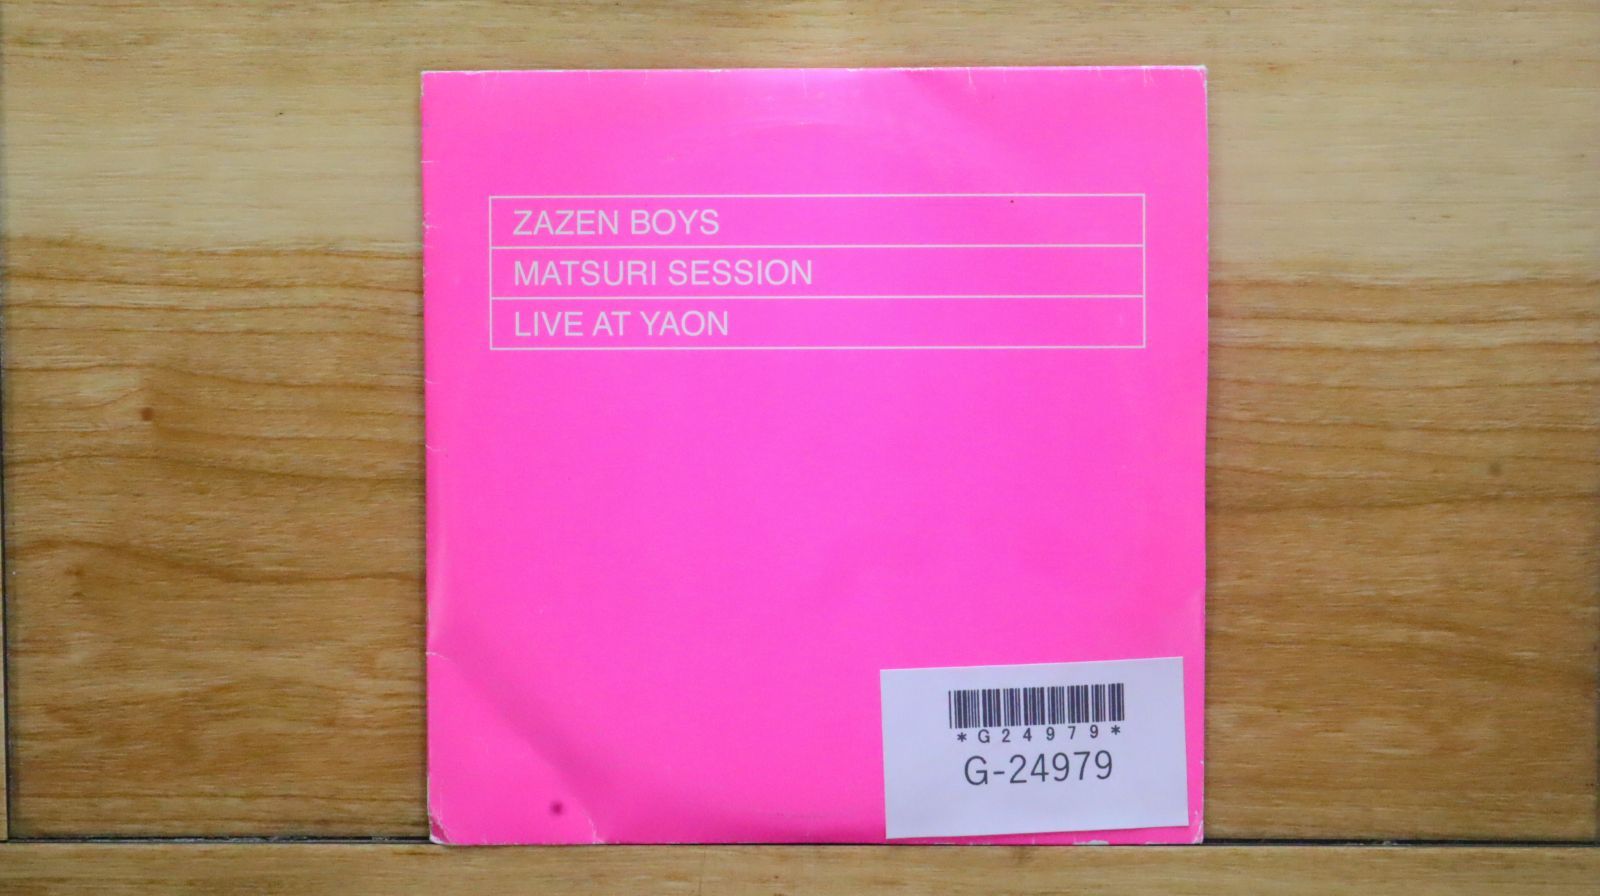 ZAZEN BOYS
MATSURI SESSION
LIVE AT YAON
*G24979*
G-24979